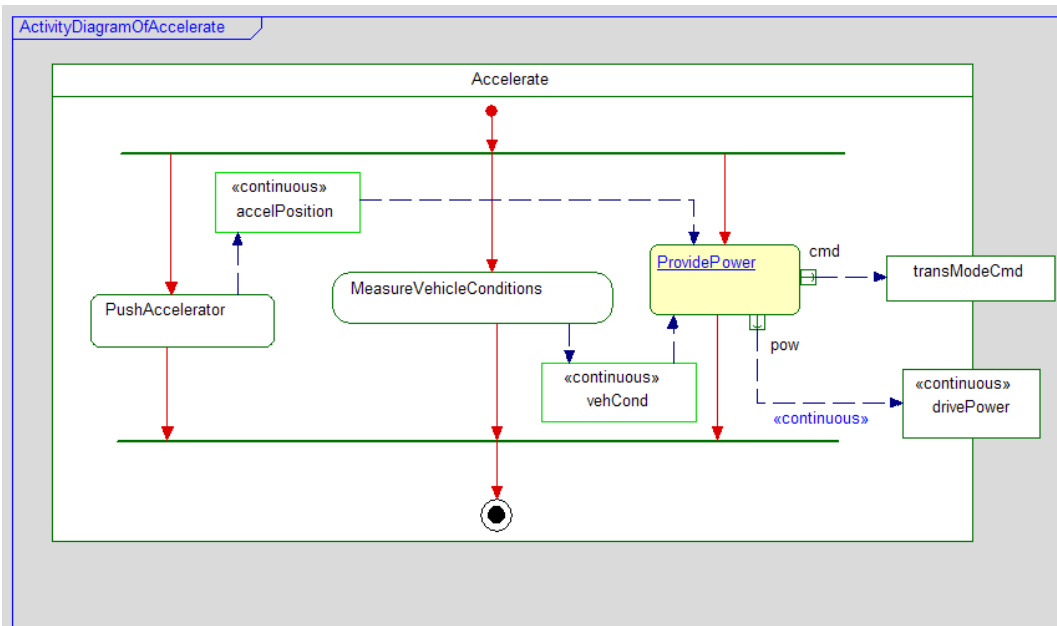 ActivityDiagramOfAccelerate
Accelerate
«continuous»
accelPosition
cmd
ProvidePower
transModeCmd
MeasureVehicleConditions
PushAccelerator
pow
«continuous»
vehCond
«continuous»
drivePower
«continuous»